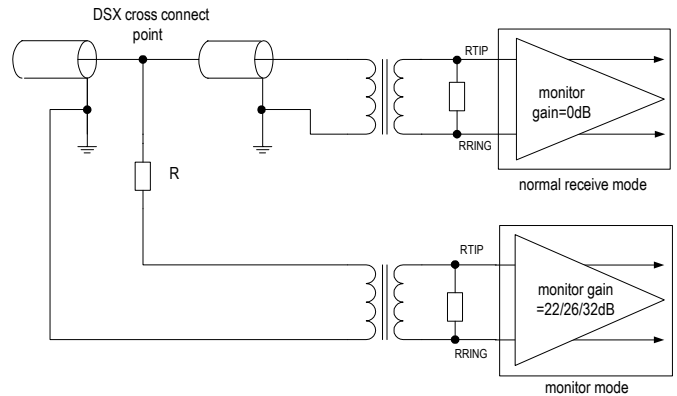 DSX cross connect
point
RTIP
monitor
gain=0dB
RRING
normal receive mode
R
RTIP
monitor gain
=22/26/32dB
RRING
monitor mode